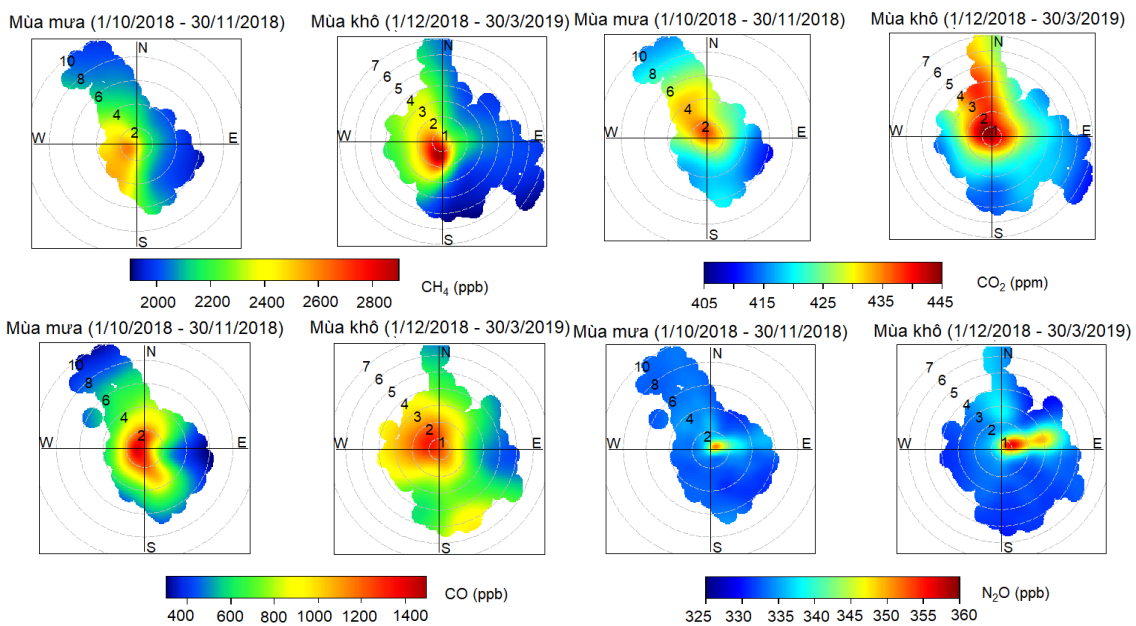 Mùa mưa (1/10/2018 - 30/11/2018)
Mùa khô (1/12/2018 - 30/3/2019)
Mùa mưa (1/10/2018 - 30/11/2018)
Mùa khô (1/12/2018 - 30/3/2019)
N
10
8
6
4
2
W
E
S
N
7
6
5
4
3
2
1
W
E
S
N
10
8
6
4
2
W
E
S
N
7
6
5
4
3
2
1
W
E
S
2000 2200 2400 2600 2800
CH₄ (ppb)
405 415 425 435 445
CO₂ (ppm)
Mùa mưa (1/10/2018 - 30/11/2018)
Mùa khô (1/12/2018 - 30/3/2019)
Mùa mưa (1/10/2018 - 30/11/2018)
Mùa khô (1/12/2018 - 30/3/2019)
N
10
8
6
4
2
W
E
S
N
7
6
5
4
3
2
1
W
E
S
N
10
8
6
4
2
W
E
S
N
7
6
5
4
3
2
1
W
E
S
400 600 800 1000 1200 1400
CO (ppb)
325 330 335 340 345 350 355 360
N₂O (ppb)